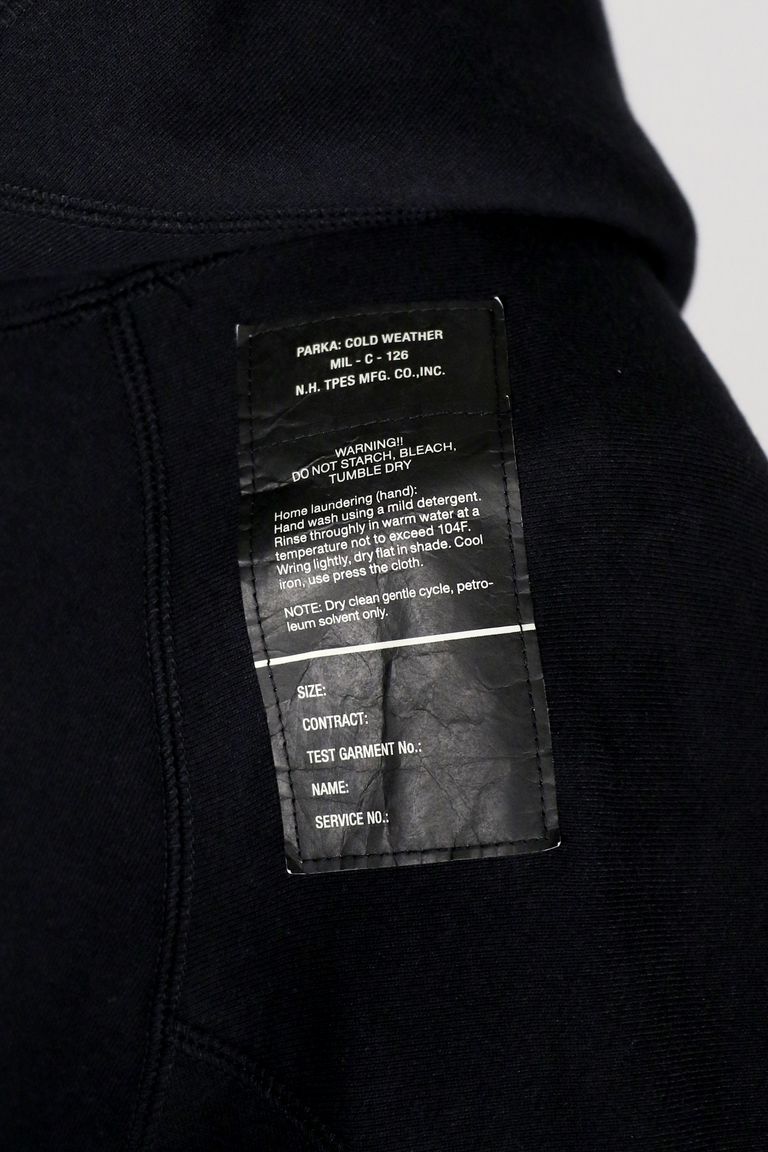 PARKA: COLD WEATHER
MIL - C - 126
N.H. TPES MFG. CO.,INC.
WARNING!!
DO NOT STARCH, BLEACH,
TUMBLE DRY
Home laundering (hand):
Hand wash using a mild detergent.
Rinse throughly in warm water at a
temperature not to exceed 104F.
Wring lightly, dry flat in shade. Cool
iron, use press the cloth.
NOTE: Dry clean gentle cycle, petro-
leum solvent only.
SIZE:
CONTRACT:
TEST GARMENT No.:
NAME:
SERVICE NO.: